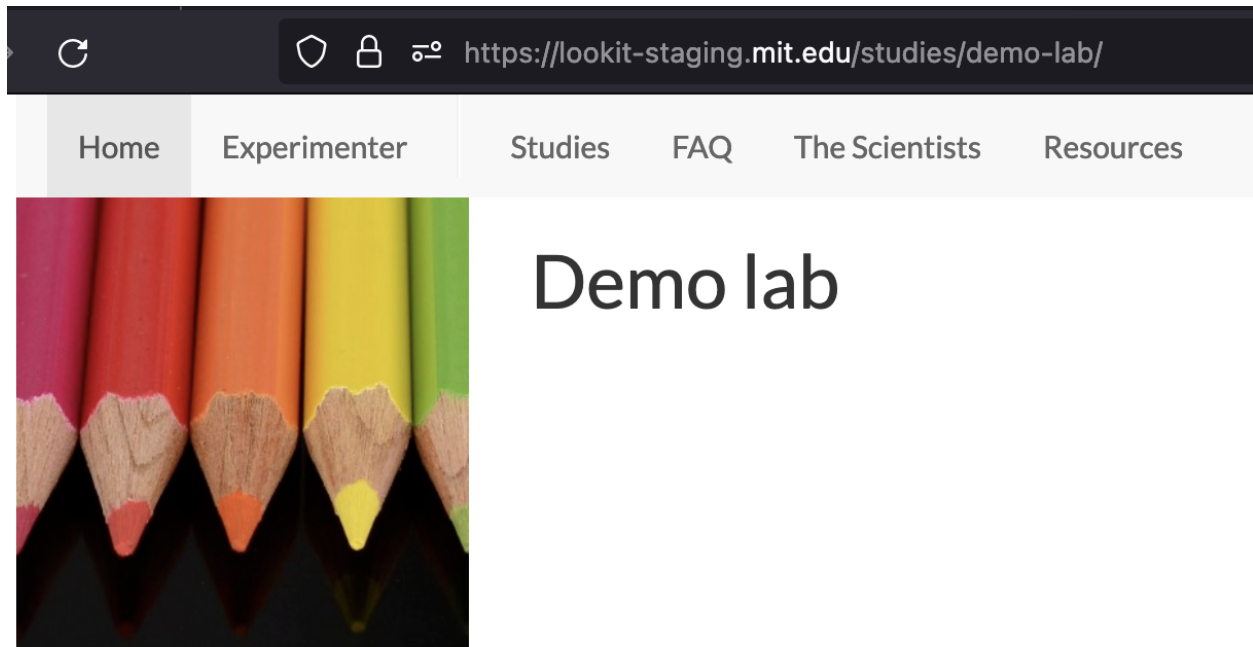 https://lookit-staging.mit.edu/studies/demo-lab/
Home Experimenter Studies FAQ The Scientists Resources
Demo lab